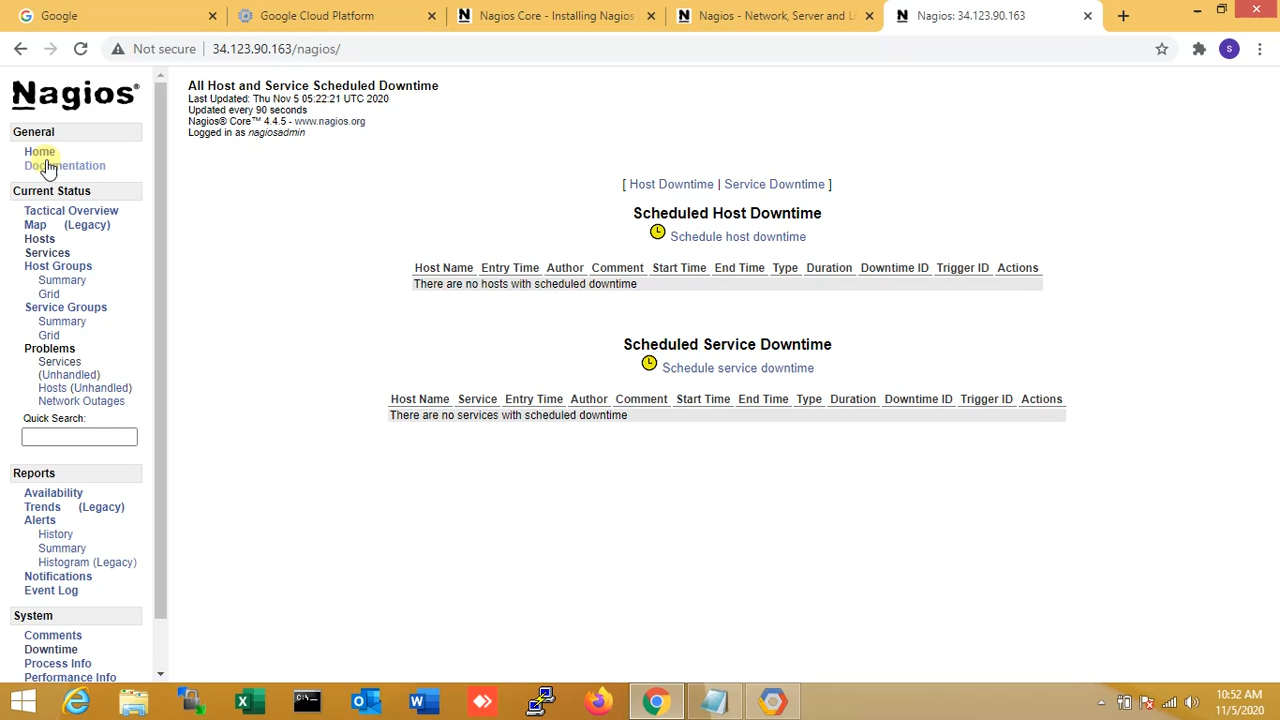 Google
Google Cloud Platform
Nagios Core - Installing Nagios
Nagios - Network, Server and Lo
Nagios: 34.123.90.163
Not secure
34.123.90.163/nagios/
S
Nagios®
General
Home
Documentation
Current Status
Tactical Overview
Map (Legacy)
Hosts
Services
Host Groups
Summary
Grid
Service Groups
Summary
Grid
Problems
Services
(Unhandled)
Hosts (Unhandled)
Network Outages
Quick Search:
Reports
Availability
Trends (Legacy)
Alerts
History
Summary
Histogram (Legacy)
Notifications
Event Log
System
Comments
Downtime
Process Info
Performance Info
All Host and Service Scheduled Downtime
Last Updated: Thu Nov 5 05:22:21 UTC 2020
Updated every 90 seconds
Nagios® Core™ 4.4.5 - www.nagios.org
Logged in as nagiosadmin
[ Host Downtime | Service Downtime ]
Scheduled Host Downtime
Schedule host downtime
Host Name Entry Time Author Comment Start Time End Time Type Duration Downtime ID Trigger ID Actions
There are no hosts with scheduled downtime
Scheduled Service Downtime
Schedule service downtime
Host Name Service Entry Time Author Comment Start Time End Time Type Duration Downtime ID Trigger ID Actions
There are no services with scheduled downtime
10:52 AM
11/5/2020